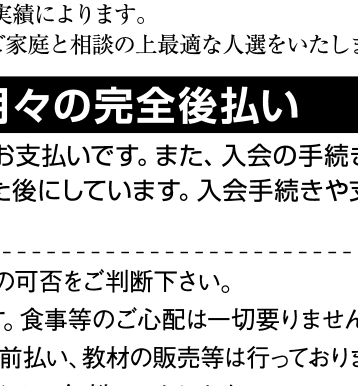 実績によります。
ご家庭と相談の上最適な人選をいたしま
月々の完全後払い
お支払いです。また、入会の手続き
た後にしています。入会手続きや支
の可否をご判断下さい。
す。食事等のご心配は一切要りません
前払い、教材の販売等は行っておりま